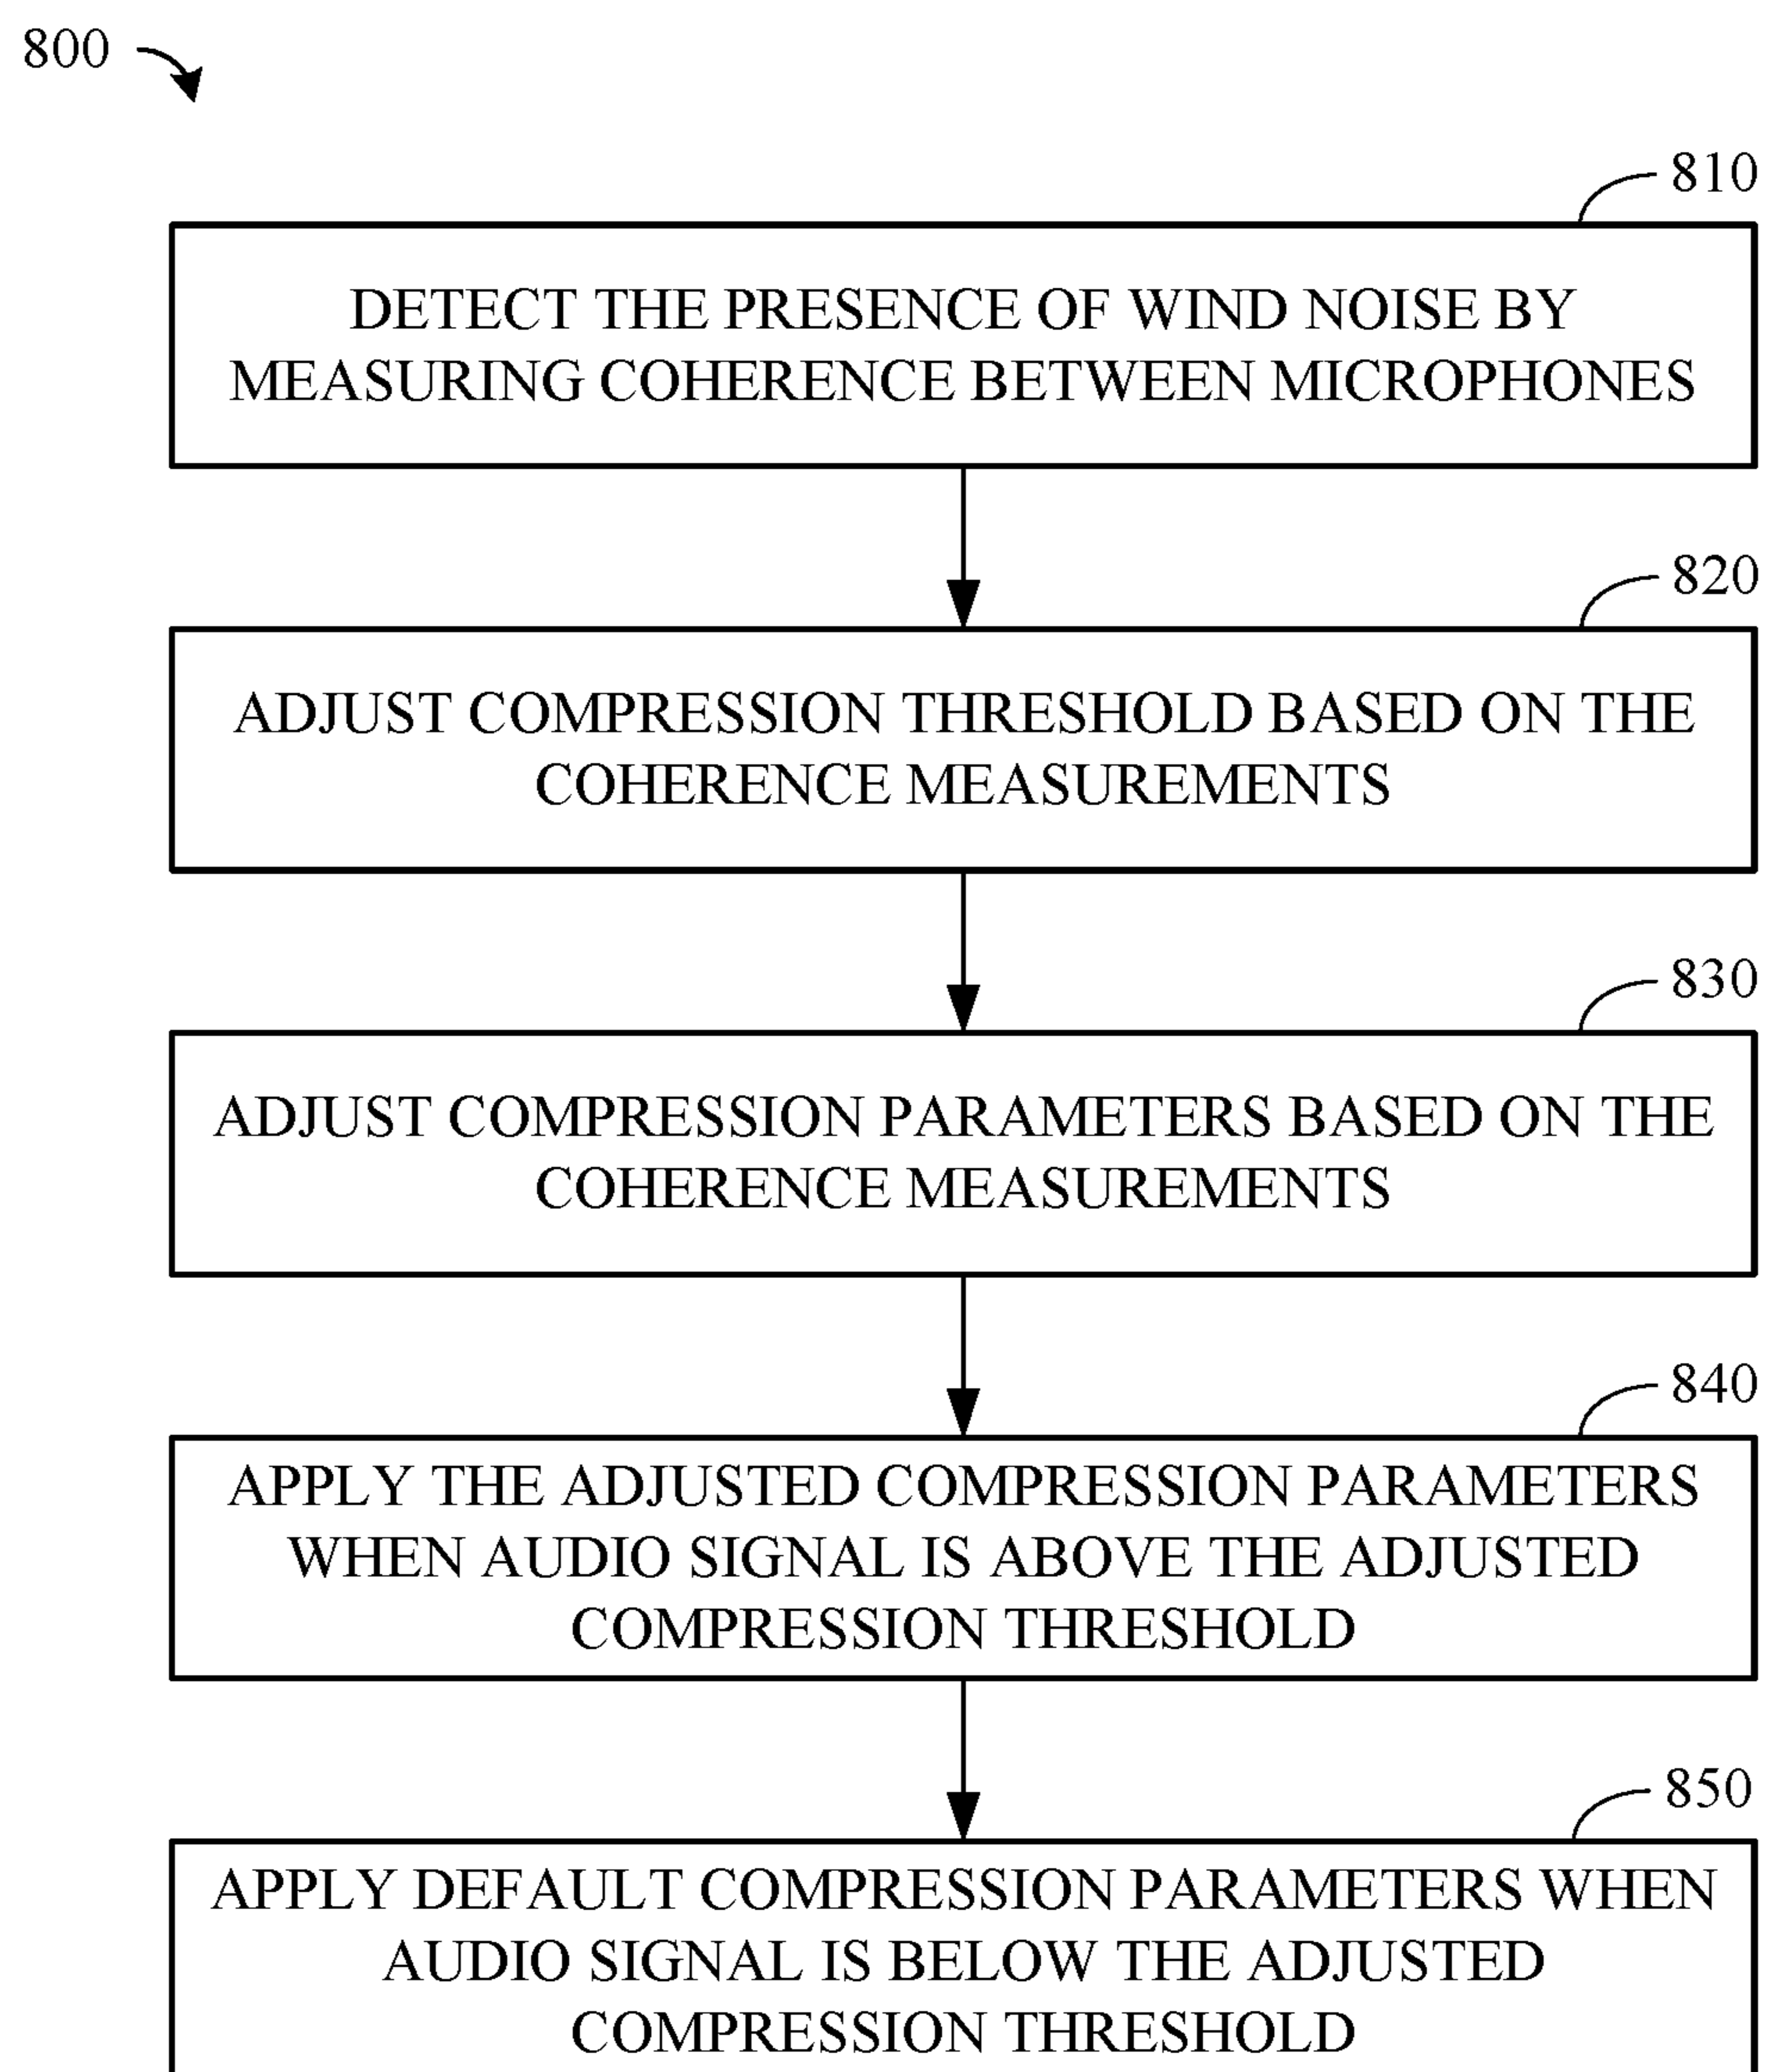 800
810
DETECT THE PRESENCE OF WIND NOISE BY
MEASURING COHERENCE BETWEEN MICROPHONES
820
ADJUST COMPRESSION THRESHOLD BASED ON THE
COHERENCE MEASUREMENTS
830
ADJUST COMPRESSION PARAMETERS BASED ON THE
COHERENCE MEASUREMENTS
840
APPLY THE ADJUSTED COMPRESSION PARAMETERS
WHEN AUDIO SIGNAL IS ABOVE THE ADJUSTED
COMPRESSION THRESHOLD
850
APPLY DEFAULT COMPRESSION PARAMETERS WHEN
AUDIO SIGNAL IS BELOW THE ADJUSTED
COMPRESSION THRESHOLD